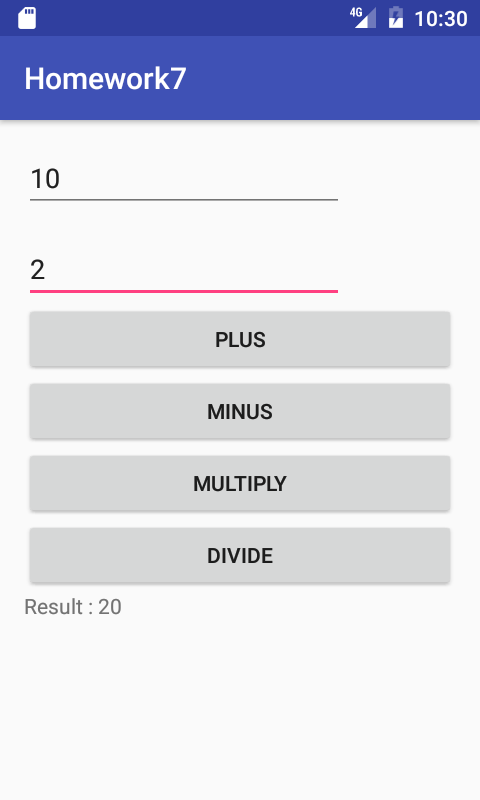 4G 10:30
Homework7
10
2
PLUS
MINUS
MULTIPLY
DIVIDE
Result : 20